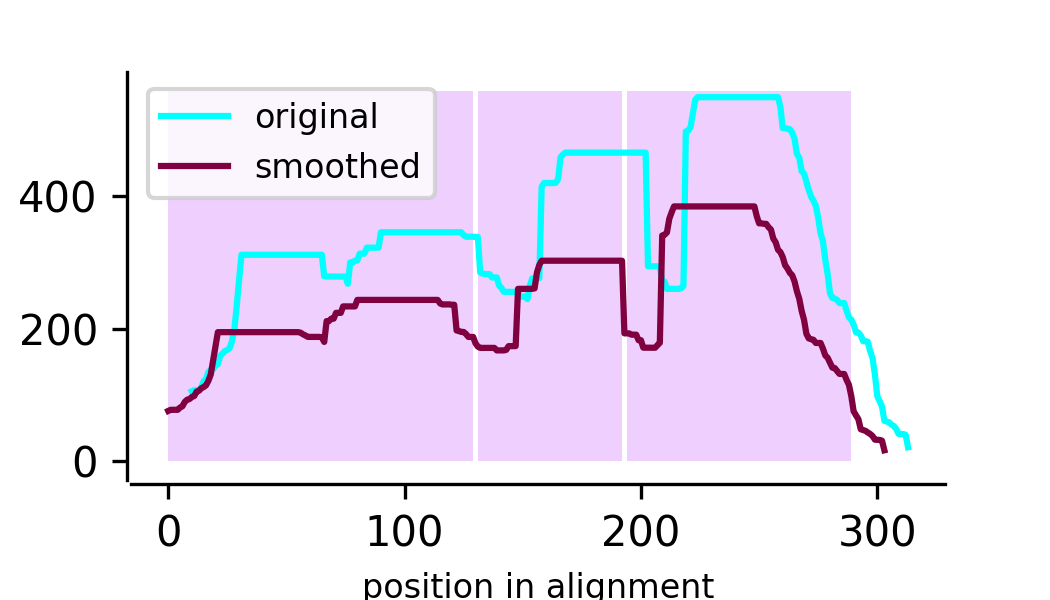 original
smoothed
400
200
0
0 100 200 300
position in alignment